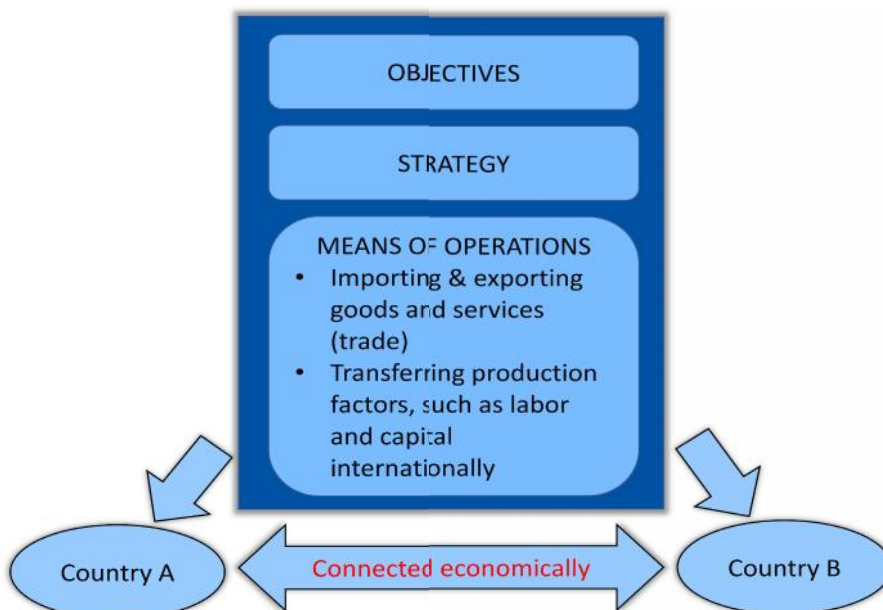 OBJECTIVES
STRATEGY
MEANS OF OPERATIONS
• Importing & exporting
goods and services
(trade)
• Transferring production
factors, such as labor
and capital
internationally
Country A
Connected economically
Country B